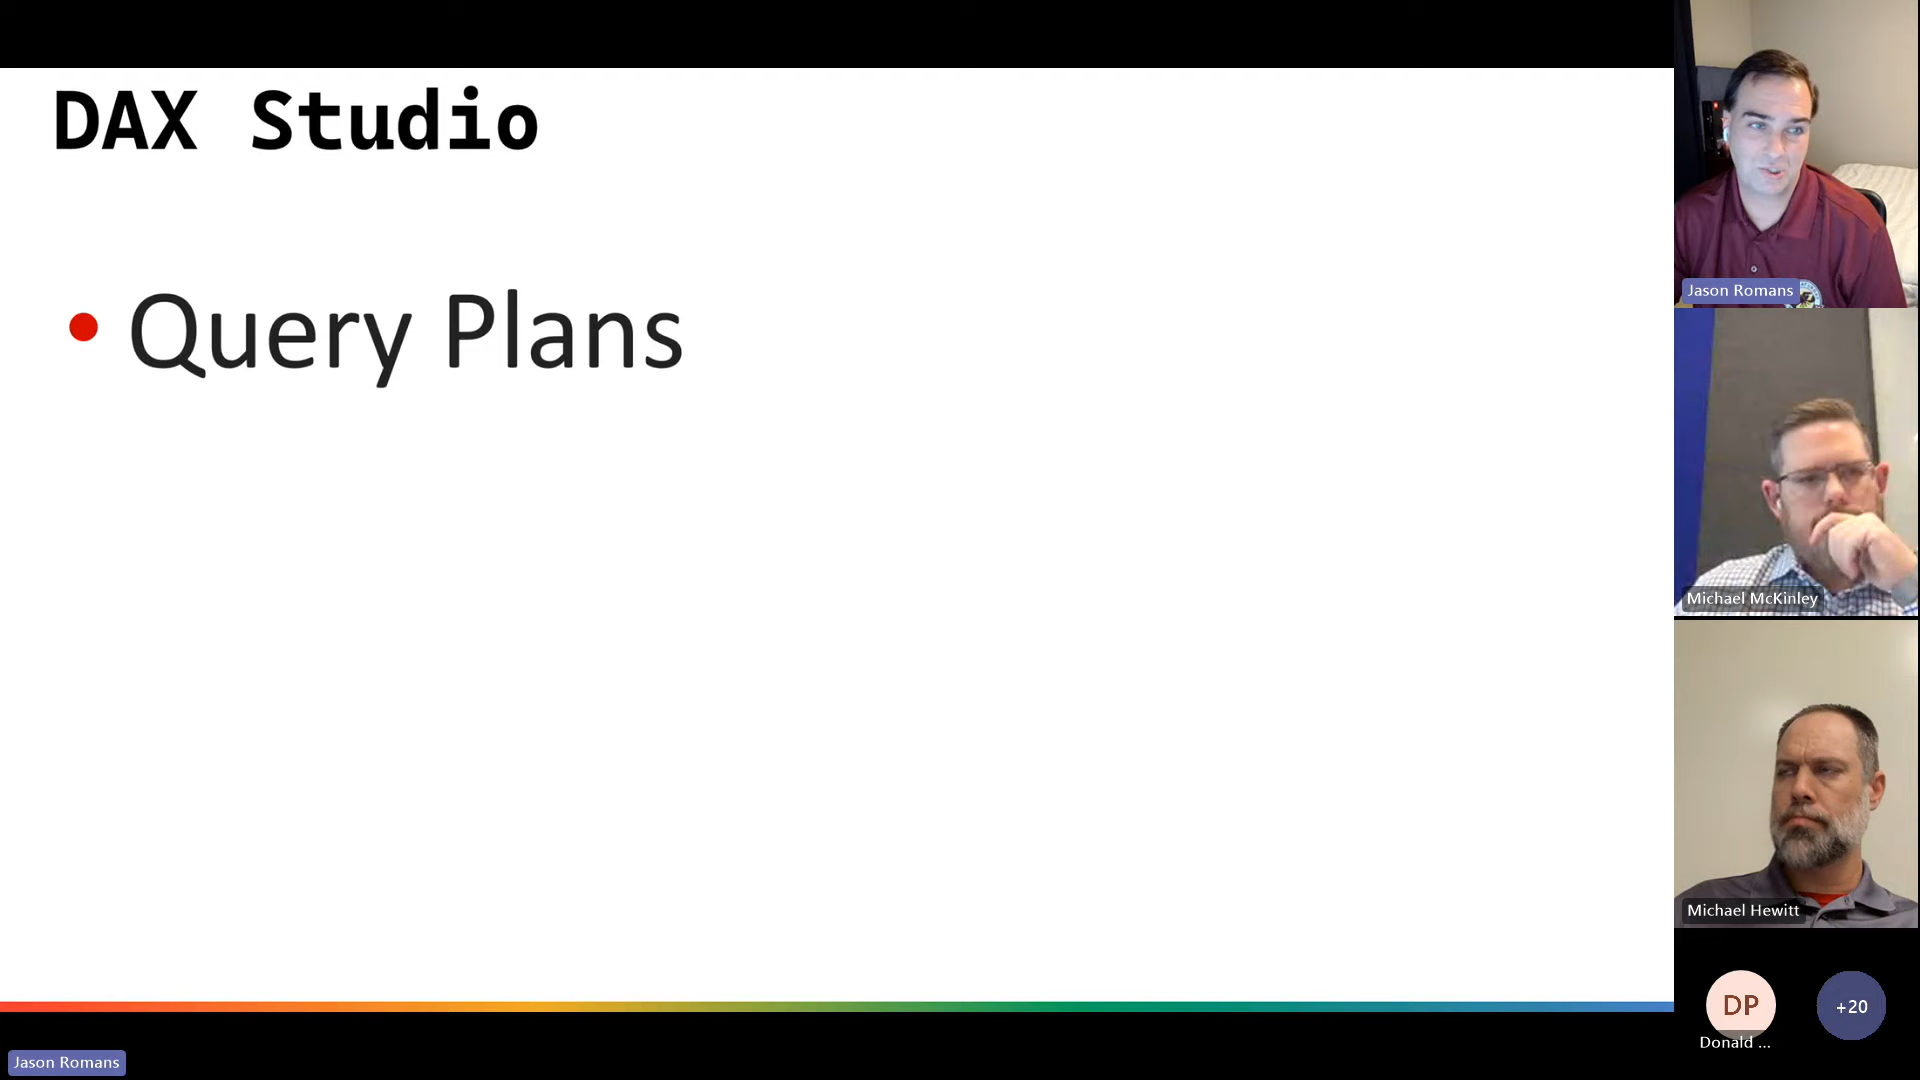 DAX Studio
• Query Plans
Jason Romans
Michael McKinley
Michael Hewitt
DP
+20
Donald ...
Jason Romans